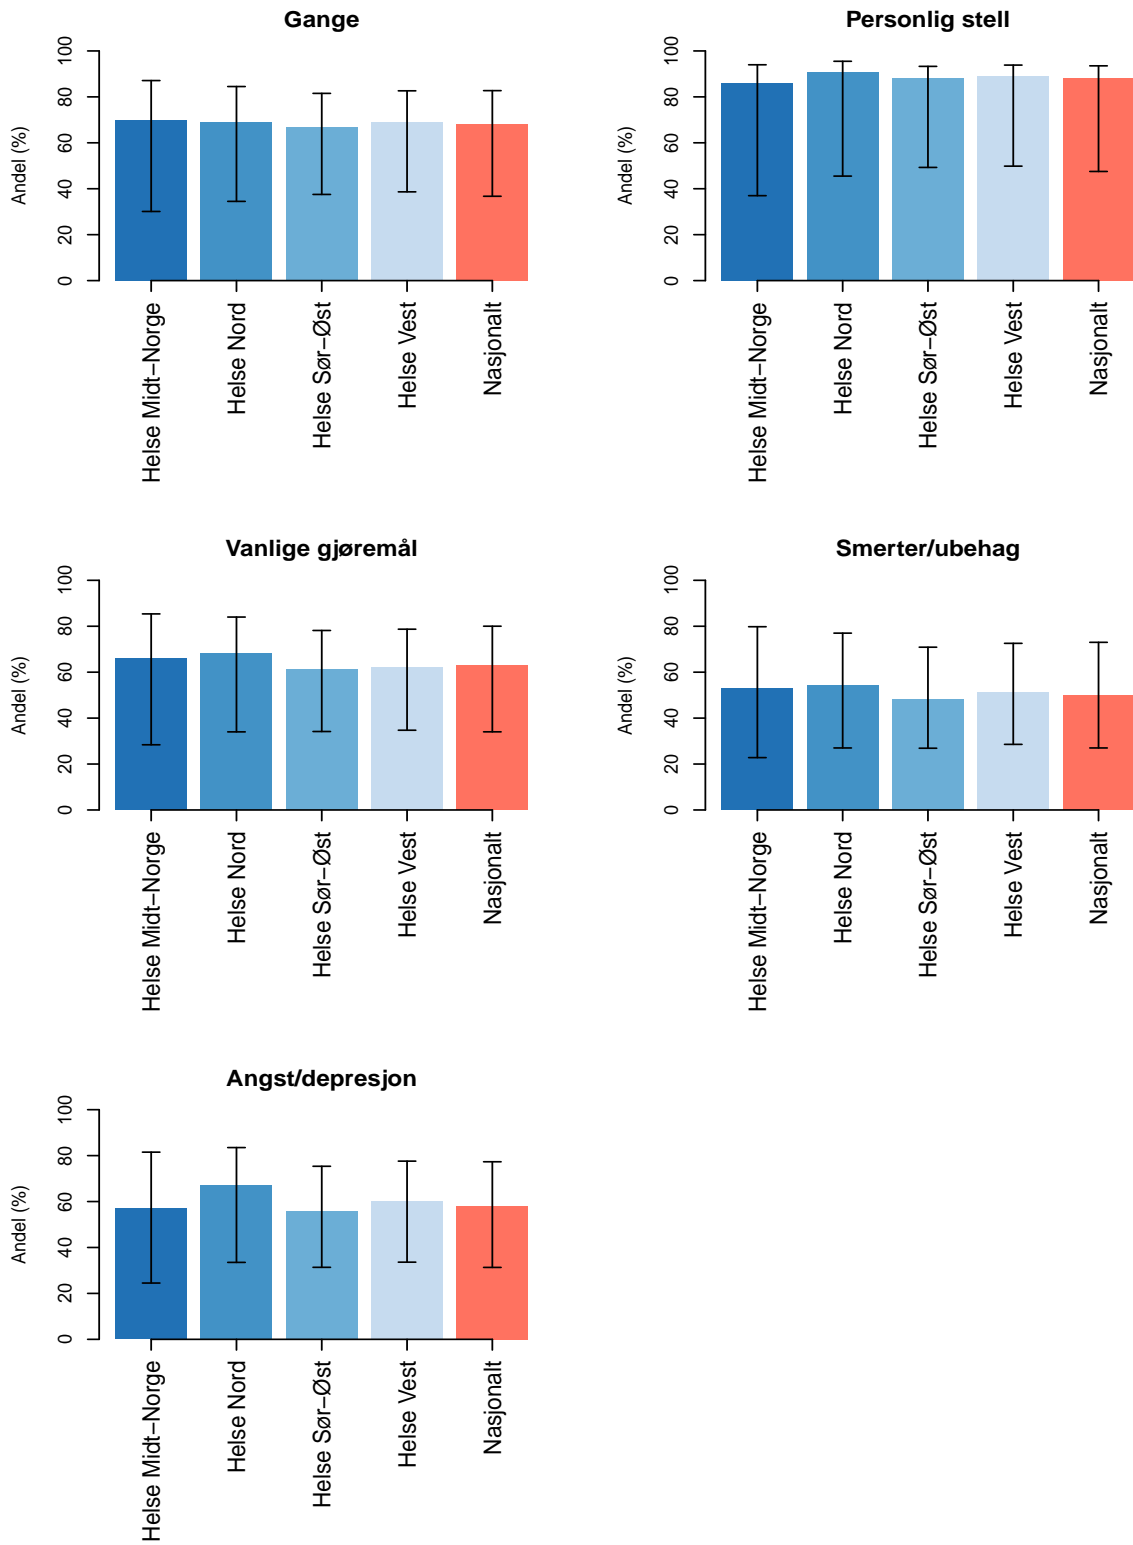 Gange
Andel (%)
100
80
60
40
20
0
Helse Midt−Norge
Helse Nord
Helse Sør−Øst
Helse Vest
Nasjonalt
Personlig stell
Andel (%)
100
80
60
40
20
0
Helse Midt−Norge
Helse Nord
Helse Sør−Øst
Helse Vest
Nasjonalt
Vanlige gjøremål
Andel (%)
100
80
60
40
20
0
Helse Midt−Norge
Helse Nord
Helse Sør−Øst
Helse Vest
Nasjonalt
Smerter/ubehag
Andel (%)
100
80
60
40
20
0
Helse Midt−Norge
Helse Nord
Helse Sør−Øst
Helse Vest
Nasjonalt
Angst/depresjon
Andel (%)
100
80
60
40
20
0
Helse Midt−Norge
Helse Nord
Helse Sør−Øst
Helse Vest
Nasjonalt